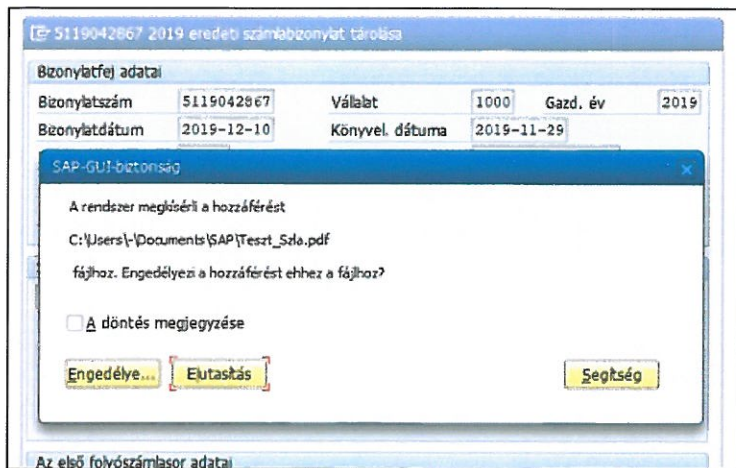 5119042867 2019 eredeti számlabizonylat tárolása
Bizonylatfej adatai
Bizonylatszám 5119042867 Vállalat 1000 Gazd. év 2019
Bizonylatdátum 2019-12-10 Könyvel. dátuma 2019-11-29
SAP-GUI-biztonság
A rendszer megkísérli a hozzáférést
C:\Users\-\Documents\SAP\Teszt_Szla.pdf
fájlhoz. Engedélyezi a hozzáférést ehhez a fájlhoz?
A döntés megjegyzése
Engedélye... Elutasítás Segítség
Az első folyószámlasor adatai